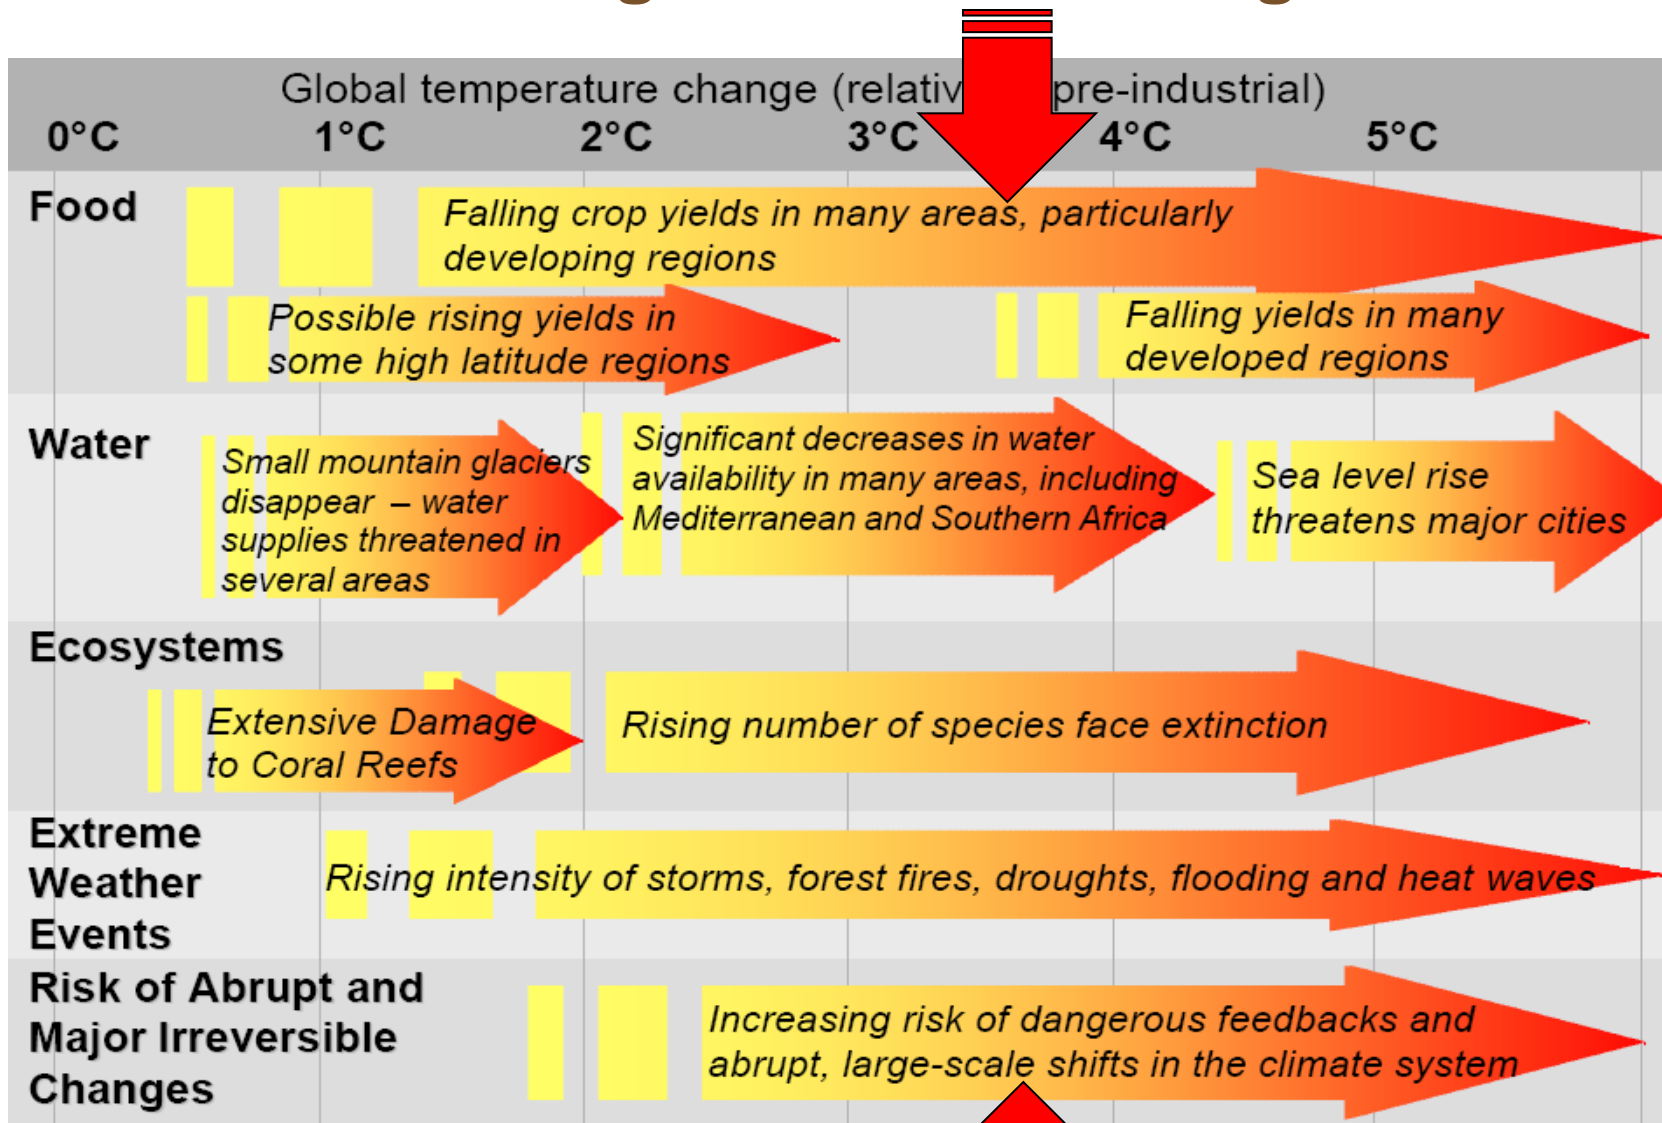 Global temperature change (relativ pre-industrial)
0°C 1°C 2°C 3°C 4°C 5°C
Food
Falling crop yields in many areas, particularly
developing regions
Possible rising yields in
some high latitude regions
Falling yields in many
developed regions
Water
Small mountain glaciers
disappear – water
supplies threatened in
several areas
Significant decreases in water
availability in many areas, including
Mediterranean and Southern Africa
Sea level rise
threatens major cities
Ecosystems
Extensive Damage
to Coral Reefs
Rising number of species face extinction
Extreme
Weather
Events
Rising intensity of storms, forest fires, droughts, flooding and heat waves
Risk of Abrupt and
Major Irreversible
Changes
Increasing risk of dangerous feedbacks and
abrupt, large-scale shifts in the climate system